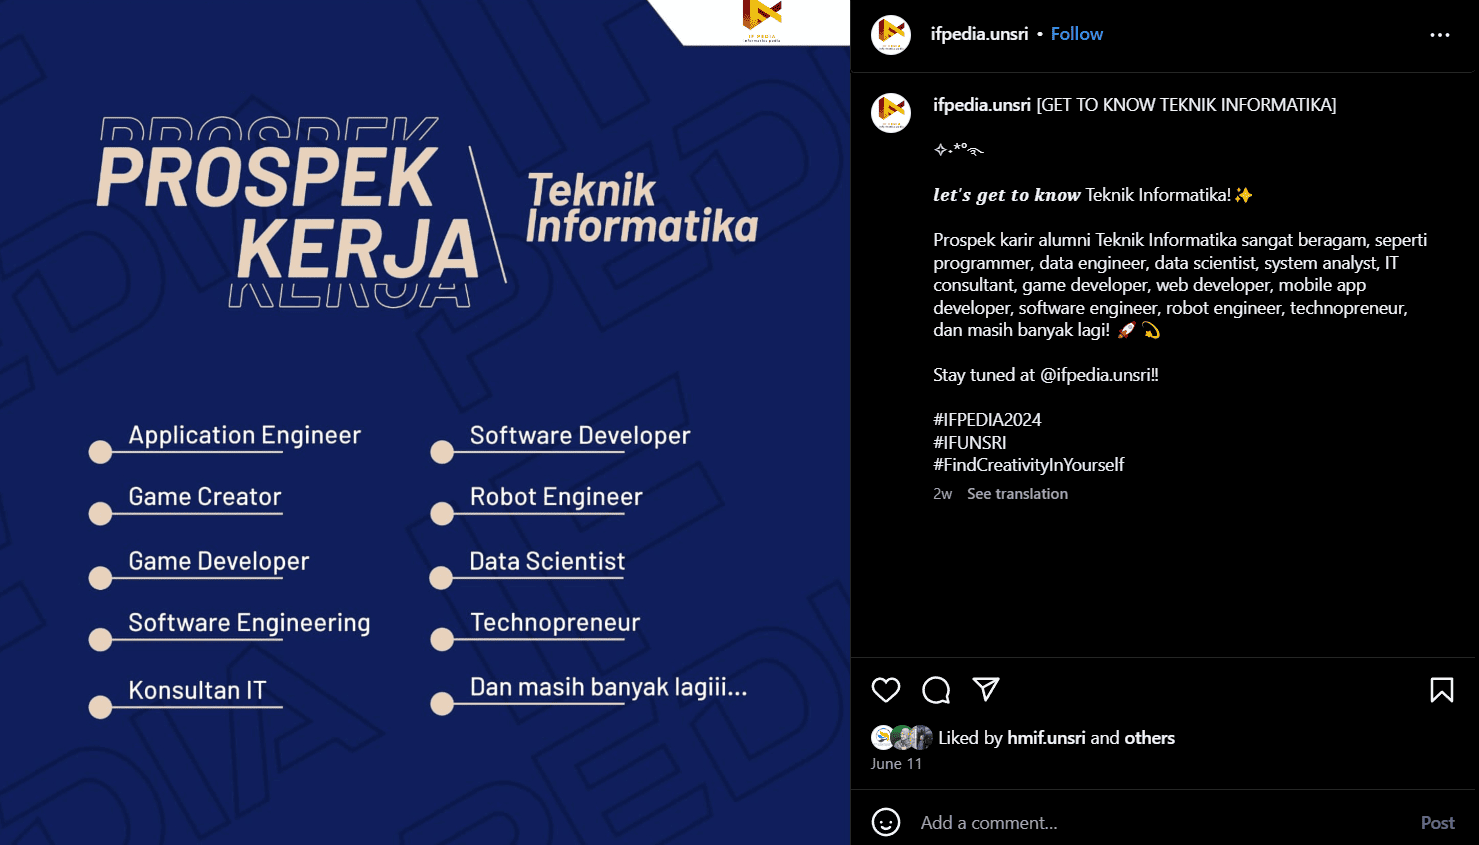 IF PEDIA
informatics pedia
PROSPEK
PROSPEK
KERJA
KERJA
Teknik
Informatika
Application Engineer
Game Creator
Game Developer
Software Engineering
Konsultan IT
Software Developer
Robot Engineer
Data Scientist
Technopreneur
Dan masih banyak lagiii...
ifpedia.unsri • Follow
ifpedia.unsri [GET TO KNOW TEKNIK INFORMATIKA]
✧˖*°࿐
𝒍𝒆𝒕'𝒔 𝒈𝒆𝒕 𝒕𝒐 𝒌𝒏𝒐𝒘 Teknik Informatika!✨
Prospek karir alumni Teknik Informatika sangat beragam, seperti
programmer, data engineer, data scientist, system analyst, IT
consultant, game developer, web developer, mobile app
developer, software engineer, robot engineer, technopreneur,
dan masih banyak lagi! 🚀 💫
Stay tuned at @ifpedia.unsri!!
#IFPEDIA2024
#IFUNSRI
#FindCreativityInYourself
2w See translation
Liked by hmif.unsri and others
June 11
Add a comment...
Post